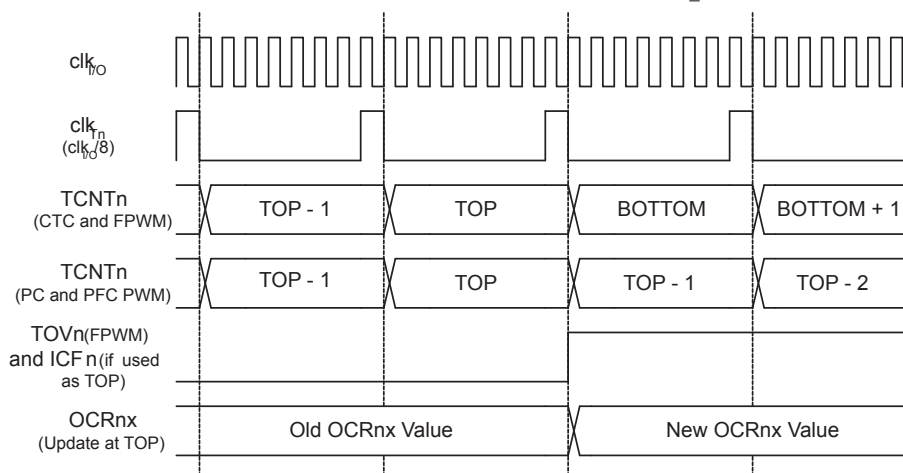 clkI/O
clkTn
(clkI/O/8)
TCNTn
(CTC and FPWM)
TOP - 1
TOP
BOTTOM
BOTTOM + 1
TCNTn
(PC and PFC PWM)
TOP - 1
TOP
TOP - 1
TOP - 2
TOVn(FPWM)
and ICFn(if used
as TOP)
OCRnx
(Update at TOP)
Old OCRnx Value
New OCRnx Value